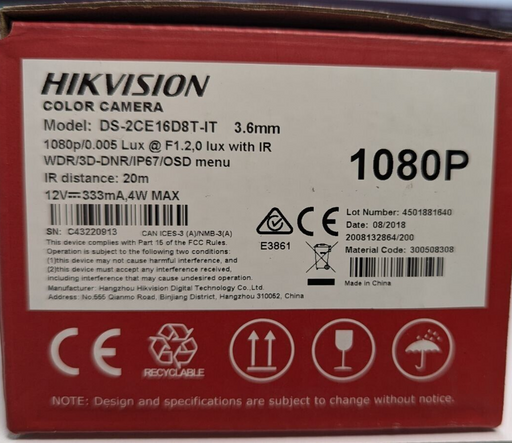 HIKVISION
COLOR CAMERA
Model: DS-2CE16D8T-IT 3.6mm
1080p/0.005 Lux @ F1.2,0 lux with IR
WDR/3D-DNR/IP67/OSD menu
IR distance: 20m
12V⎓333mA,4W MAX
1080P
SN: C43220913 CAN ICES-3 (A)/NMB-3(A)
This device complies with Part 15 of the FCC Rules.
Operation is subject to the following two conditions:
(1)this device may not cause harmful interference, and
(2)this device must accept any interference received,
including interference that may cause undesired operation.
Manufacturer: Hangzhou Hikvision Digital Technology Co.,Ltd.
Address: No.555 Qianmo Road, Binjiang District, Hangzhou 310052, China
CE
E3861
Lot Number: 4501881640
Date: 08/2018
2008132864/200
Material Code: 300508308
Made in China
CE
RECYCLABLE
NOTE: Design and specifications are subject to change without notice.